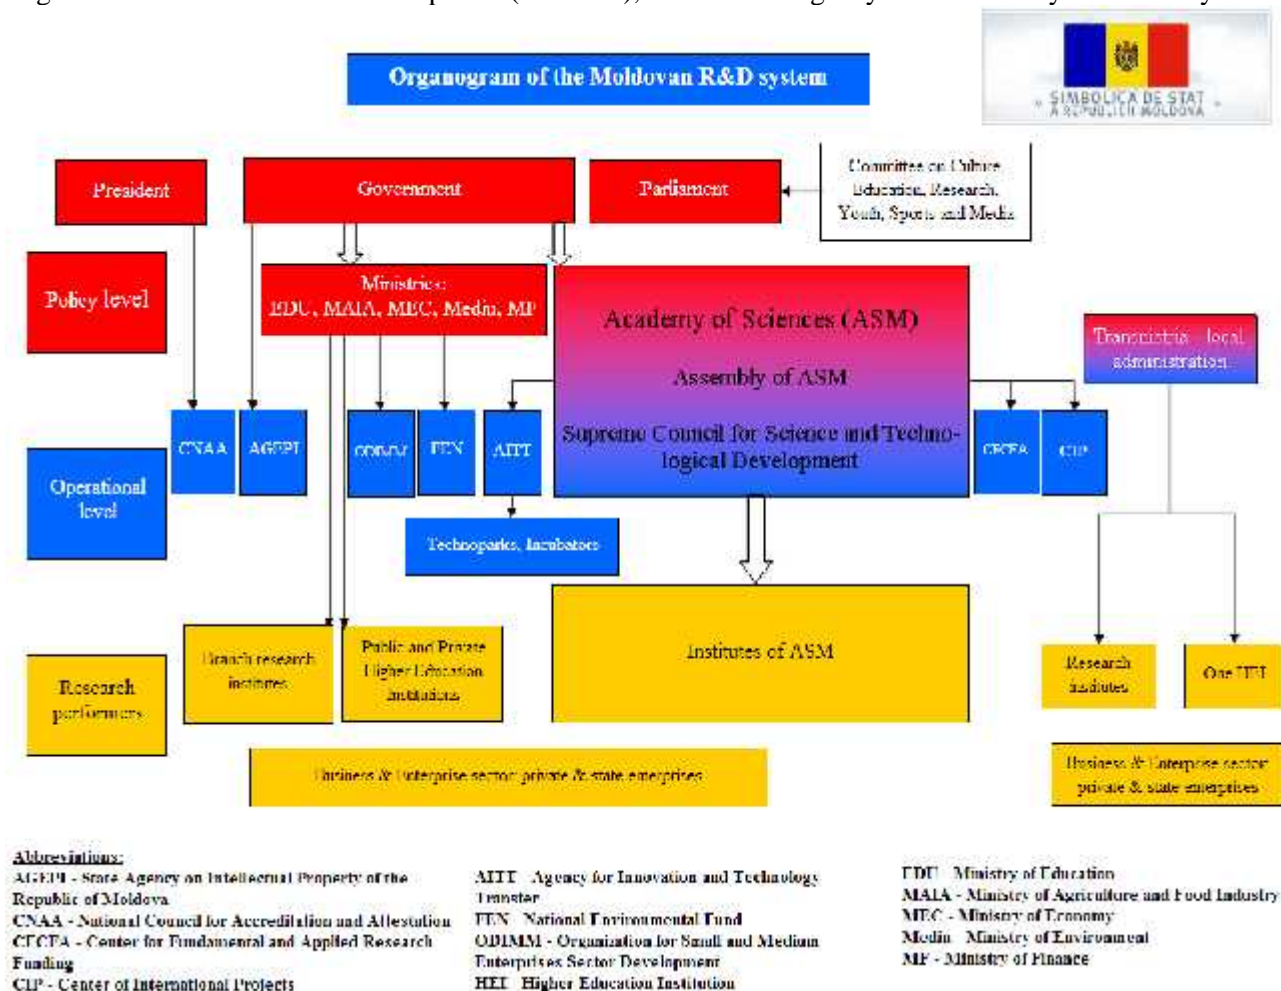 Organogram of the Moldovan R&D system
SIMBOLICA DE STAT
A REPUBLICII MOLDOVA
President
Government
Parliament
Committee on Culture
Education, Research,
Youth, Sports and Media
Policy level
Ministries:
EDU, MAIA, MEC, Mediu, MF
Academy of Sciences (ASM)
Assembly of ASM
Supreme Council for Science and Techno-
logical Development
Transnistria local
administration
CNAA
AGEPI
ODIMM
FEN
AITT
CFCFA
CIP
Operational
level
Technoparks, Incubators
Research
performers
Branch research
institutes
Public and Private
Higher Education
Institutions
Institutes of ASM
Research
institutes
One HEI
Business & Enterprise sector: private & state enterprises
Business & Enterprise sector:
private & state enterprises
Abbreviations:
AGEPI - State Agency on Intellectual Property of the
Republic of Moldova
CNAA - National Council for Accreditation and Attestation
CFCFA - Center for Fundamental and Applied Research
Funding
CIP - Center of International Projects
AITT - Agency for Innovation and Technology
Transfer
FEN - National Environmental Fund
ODIMM - Organization for Small and Medium
Enterprises Sector Development
HEI - Higher Education Institution
EDU - Ministry of Education
MAIA - Ministry of Agriculture and Food Industry
MEC - Ministry of Economy
Mediu - Ministry of Environment
MF - Ministry of Finance